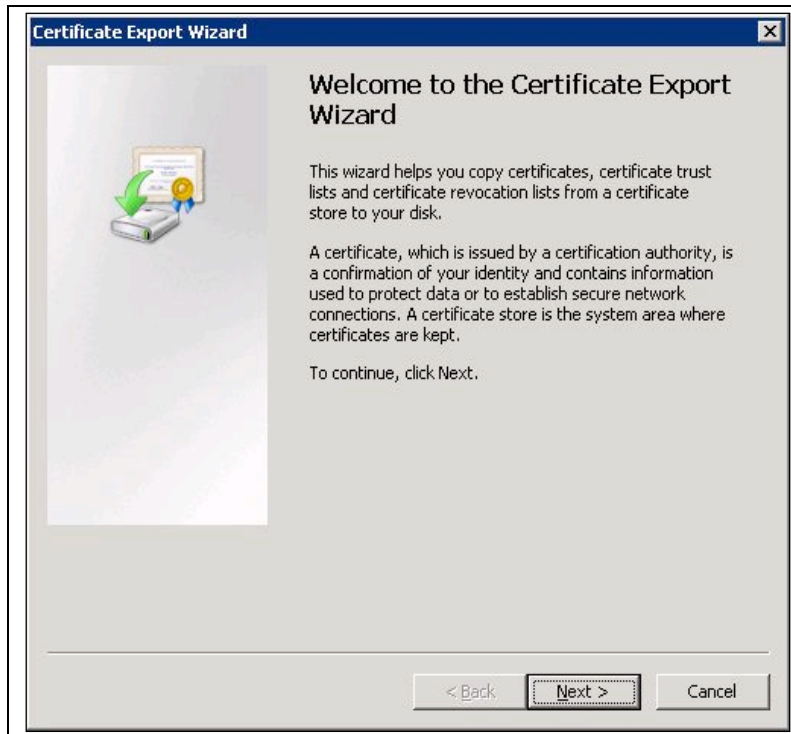 Certificate Export Wizard
Welcome to the Certificate Export
Wizard
This wizard helps you copy certificates, certificate trust
lists and certificate revocation lists from a certificate
store to your disk.
A certificate, which is issued by a certification authority, is
a confirmation of your identity and contains information
used to protect data or to establish secure network
connections. A certificate store is the system area where
certificates are kept.
To continue, click Next.
< Back Next > Cancel